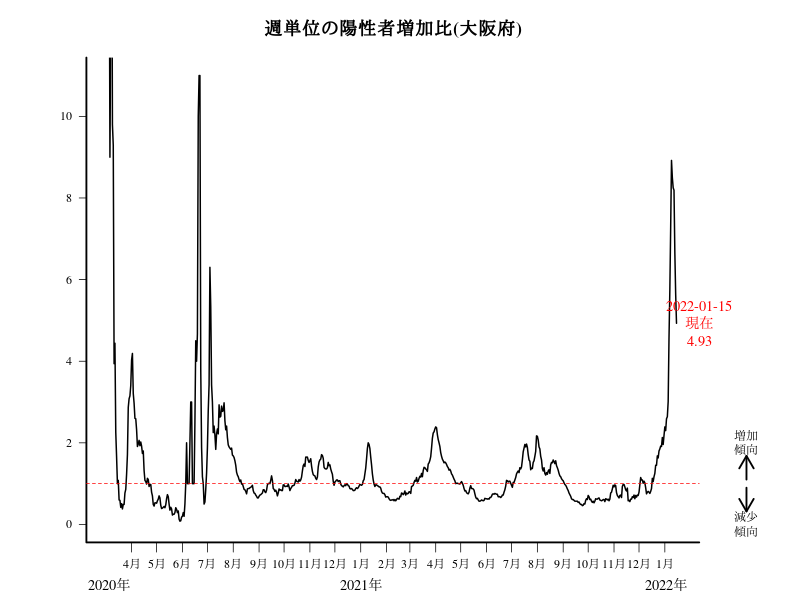 週単位の陽性者増加比(大阪府)
10
8
6
4
2
0
2022-01-15
現在
4.93
増加
傾向
減少
傾向
4月 5月 6月 7月 8月 9月 10月 11月 12月 1月 2月 3月 4月 5月 6月 7月 8月 9月 10月 11月 12月 1月
2020年 2021年 2022年